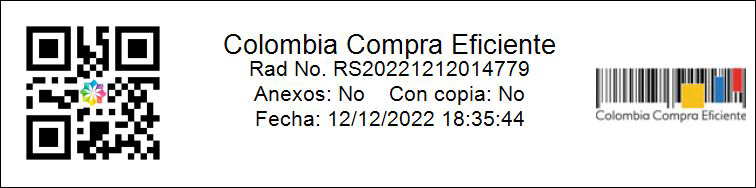 Colombia Compra Eficiente
Rad No. RS20221212014779
Anexos: No    Con copia: No
Fecha: 12/12/2022 18:35:44
Colombia Compra Eficiente